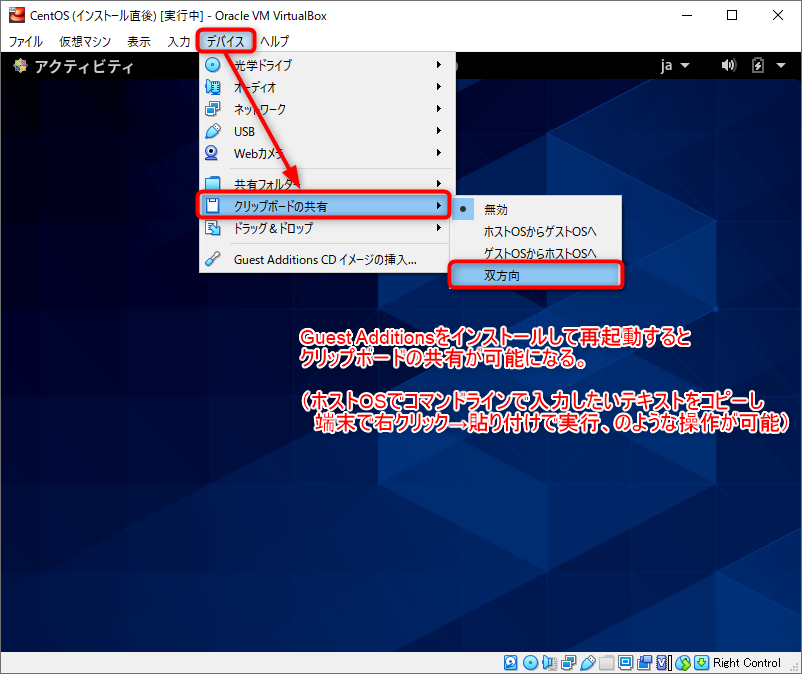 CentOS (インストール直後) [実行中] - Oracle VM VirtualBox
ファイル 仮想マシン 表示 入力 デバイス ヘルプ
アクティビティ
ja
光学ドライブ
オーディオ
ネットワーク
USB
Webカメラ
共有フォルダー
クリップボードの共有
ドラッグ＆ドロップ
Guest Additions CD イメージの挿入...
無効
ホストOSからゲストOSへ
ゲストOSからホストOSへ
双方向
Guest Additionsをインストールして再起動すると
クリップボードの共有が可能になる。
（ホストOSでコマンドラインで入力したいテキストをコピーし
端末で右クリック→貼り付けで実行、のような操作が可能）
Right Control